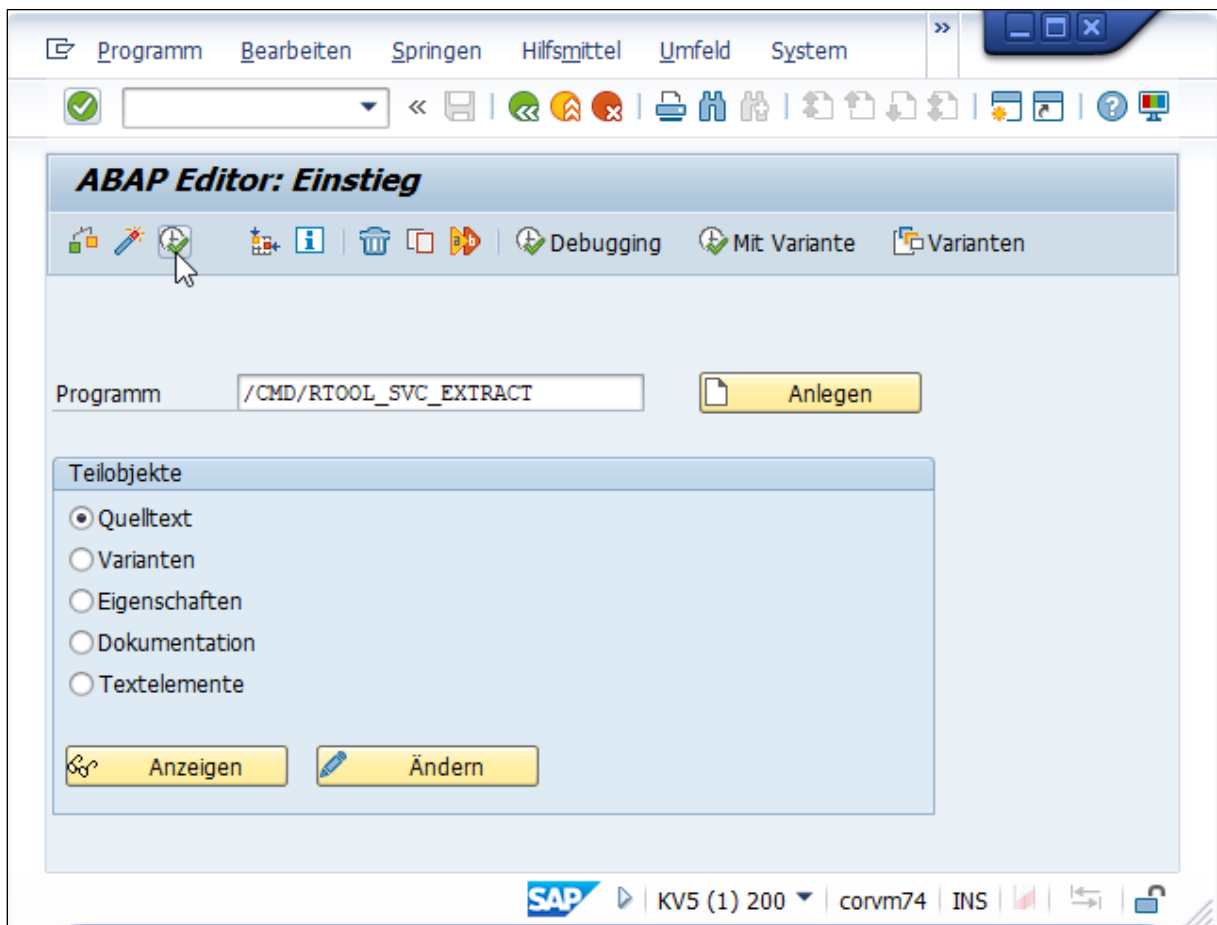 Programm Bearbeiten Springen Hilfsmittel Umfeld System »
«
ABAP Editor: Einstieg
Debugging Mit Variante Varianten
Programm /CMD/RTOOL_SVC_EXTRACT Anlegen
Teilobjekte
Quelltext
Varianten
Eigenschaften
Dokumentation
Textelemente
Anzeigen Ändern
SAP KV5 (1) 200 corvm74 INS